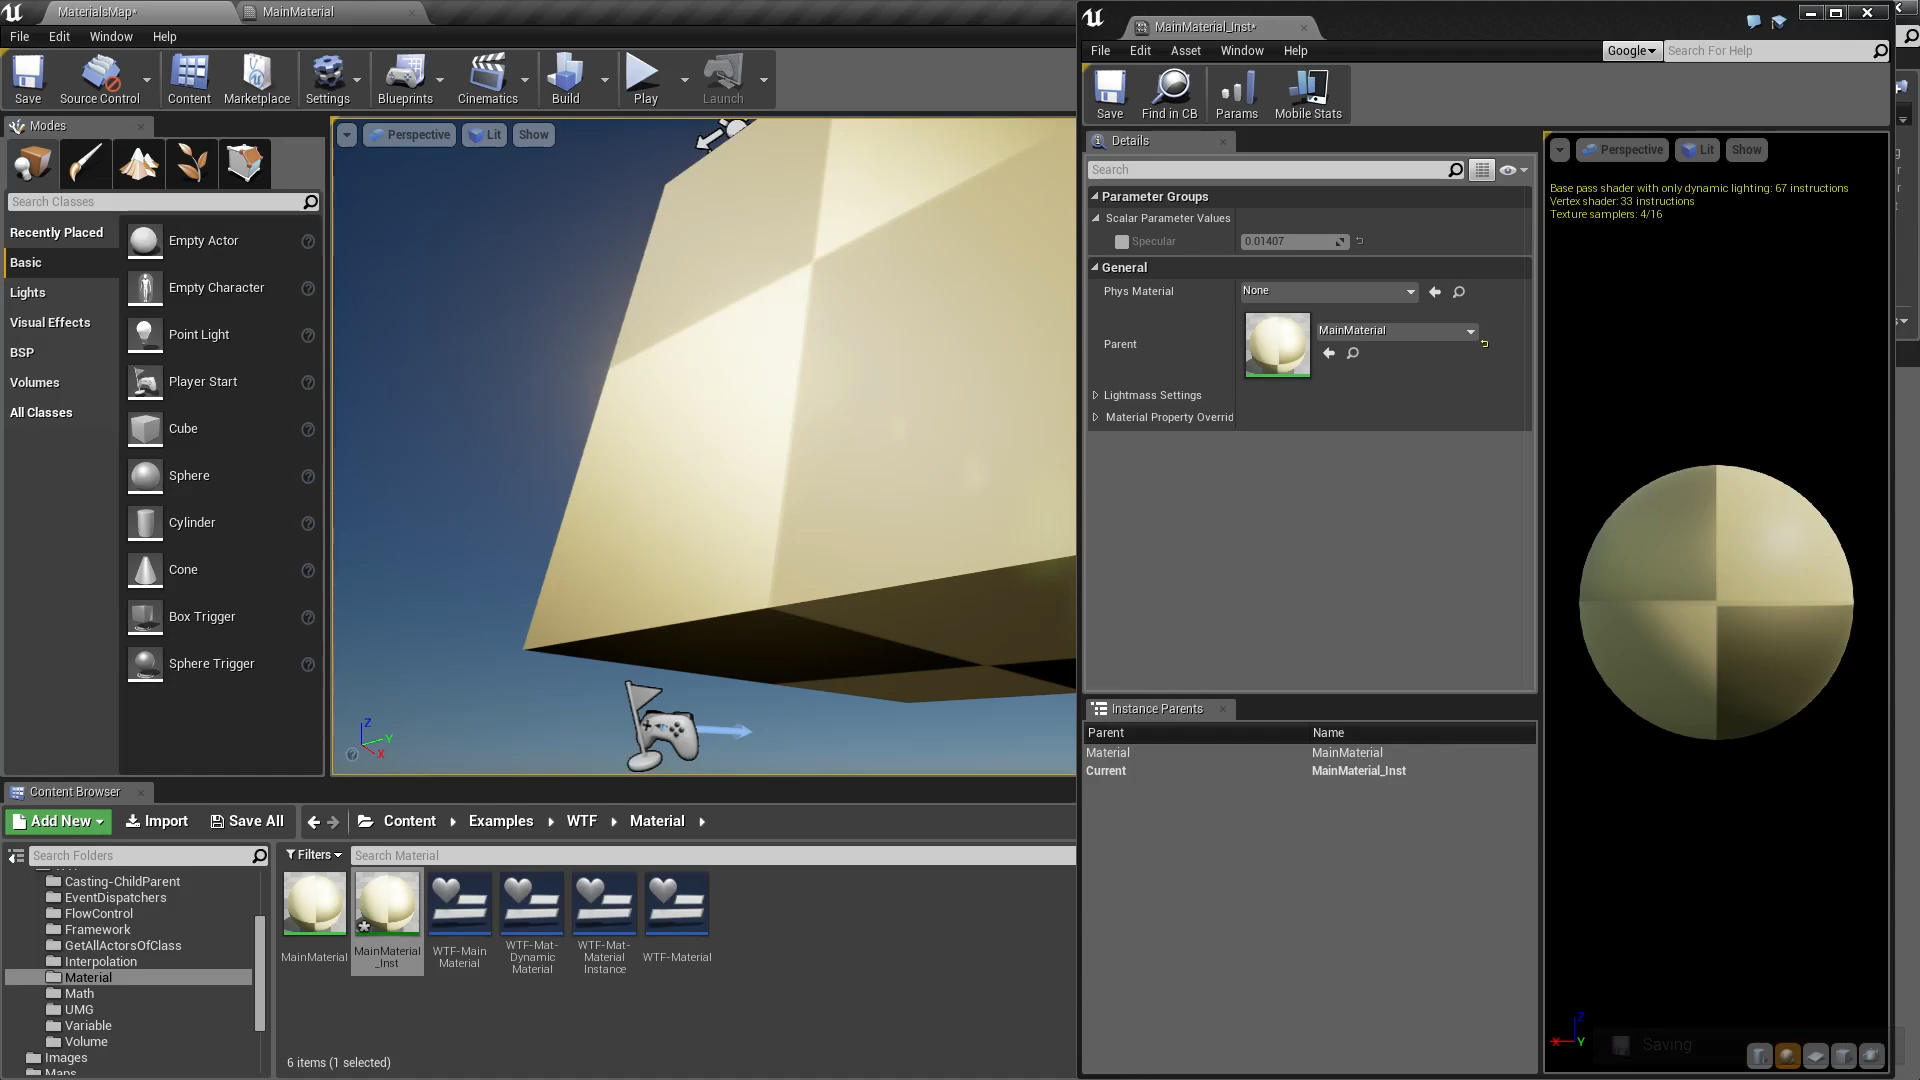 MaterialsMap*
MainMaterial
File Edit Window Help
Save
Source Control
Content
Marketplace
Settings
Blueprints
Cinematics
Build
Play
Launch
Modes
Search Classes
Recently Placed
Basic
Lights
Visual Effects
BSP
Volumes
All Classes
Empty Actor
Empty Character
Point Light
Player Start
Cube
Sphere
Cylinder
Cone
Box Trigger
Sphere Trigger
Perspective
Lit
Show
Z
Y
X
Content Browser
Add New
Import
Save All
Content
Examples
WTF
Material
Search Folders
Casting-ChildParent
EventDispatchers
FlowControl
Framework
GetAllActorsOfClass
Interpolation
Material
Math
UMG
Variable
Volume
Images
Maps
Filters
Search Material
MainMaterial
MainMaterial
_Inst
WTF-Main
Material
WTF-Mat-
Dynamic
Material
WTF-Mat-
Material
Instance
WTF-Material
6 items (1 selected)
MainMaterial_Inst*
File Edit Asset Window Help
Google
Search For Help
Save
Find in CB
Params
Mobile Stats
Details
Search
Parameter Groups
Scalar Parameter Values
Specular
0.01407
General
Phys Material
None
Parent
MainMaterial
Lightmass Settings
Material Property Overrid
Instance Parents
Parent Name
Material MainMaterial
Current MainMaterial_Inst
Perspective
Lit
Show
Base pass shader with only dynamic lighting: 67 instructions
Vertex shader: 33 instructions
Texture samplers: 4/16
Z
X
Y
Saving